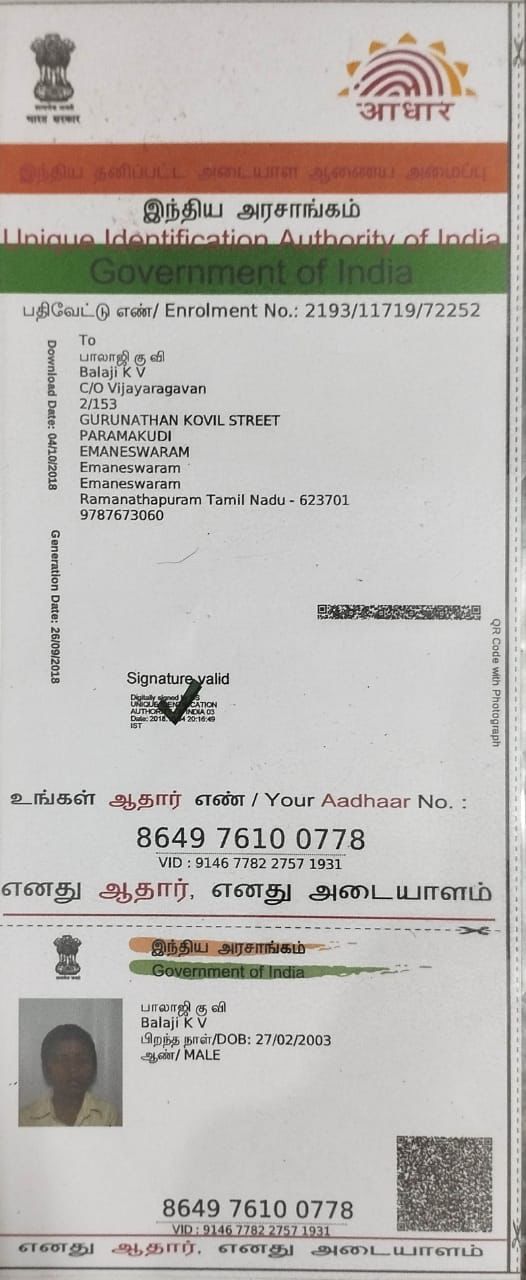 भारत सरकार
आधार
இந்திய தனிப்பட்ட அடையாள ஆணைய அமைப்பு
இந்திய அரசாங்கம்
Unique Identification Authority of India
Government of India
பதிவேட்டு எண்/ Enrolment No.: 2193/11719/72252
Download Date: 04/10/2018
Generation Date: 26/09/2018
To
பாலாஜி கு வி
Balaji K V
C/O Vijayaragavan
2/153
GURUNATHAN KOVIL STREET
PARAMAKUDI
EMANESWARAM
Emaneswaram
Emaneswaram
Ramanathapuram Tamil Nadu - 623701
9787673060
QR Code with Photograph
Signature valid
Digitally signed by
UNIQUE
AUTHORITY INDIA 03
Date: 20:16:49
IST
உங்கள் ஆதார் எண் / Your Aadhaar No. :
8649 7610 0778
VID : 9146 7782 2757 1931
எனது ஆதார், எனது அடையாளம்
இந்திய அரசாங்கம்
Government of India
பாலாஜி கு வி
Balaji K V
பிறந்த நாள்/DOB: 27/02/2003
ஆண்/ MALE
8649 7610 0778
VID : 9146 7782 2757 1931
எனது ஆதார், எனது அடையாளம்